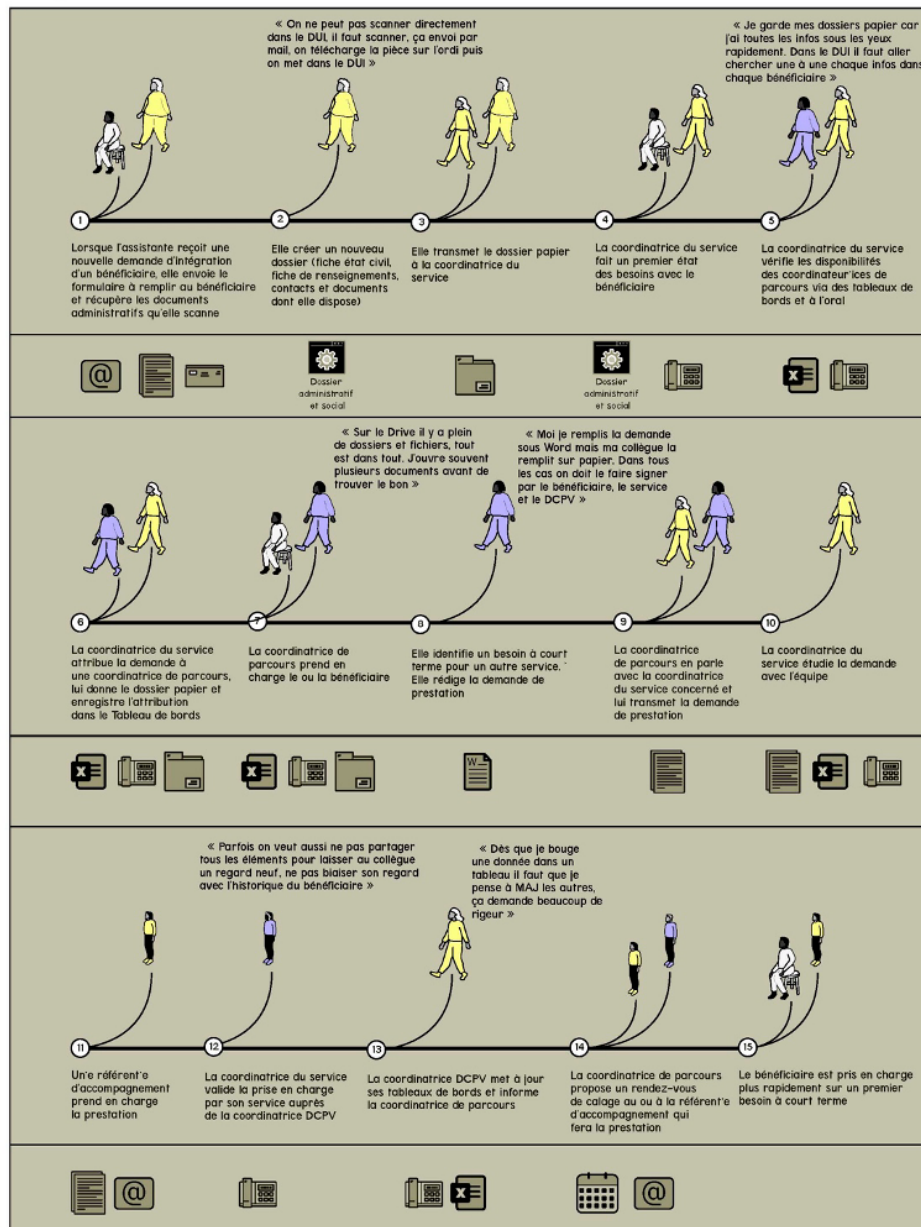 « On ne peut pas scanner directement
dans le DUI, il faut scanner, ça envoi par
mail, on télécharge la pièce sur l'ordi puis
on met dans le DUI »
« Je garde mes dossiers papier car
j'ai toutes les infos sous les yeux
rapidement. Dans le DUI il faut aller
chercher une à une chaque infos dans
chaque bénéficiaire »
1
Lorsque l'assistante reçoit une
nouvelle demande d'intégration
d'un bénéficiaire, elle envoie le
formulaire à remplir au bénéficiaire
et récupère les documents
administratifs qu'elle scanne
2
Elle créer un nouveau
dossier (fiche état civil,
fiche de renseignements,
contacts et documents
dont elle dispose)
3
Elle transmet le dossier papier
à la coordinatrice du
service
4
La coordinatrice du service
fait un premier état
des besoins avec le
bénéficiaire
5
La coordinatrice du service
vérifie les disponibilités
des coordinateur'ices de
parcours via des tableaux de
bords et à l'oral
@
Dossier
administratif
et social
Dossier
administratif
et social
X
« Sur le Drive il y a plein
de dossiers et fichiers, tout
est dans tout. J'ouvre souvent
plusieurs documents avant de
trouver le bon »
« Moi je remplis la demande
sous Word mais ma collègue la
remplit sur papier. Dans tous
les cas on doit le faire signer
par le bénéficiaire, le service
et le DCPV »
6
La coordinatrice du service
attribue la demande à
une coordinatrice de parcours,
lui donne le dossier papier et
enregistre l'attribution
dans le Tableau de bords
7
La coordinatrice de
parcours prend en
charge le ou la bénéficiaire
8
Elle identifie un besoin à court
terme pour un autre service.
Elle rédige la demande de
prestation
9
La coordinatrice
de parcours en parle
avec la coordinatrice
du service concerné et
lui transmet la demande
de prestation
10
La coordinatrice du
service étudie la demande
avec l'équipe
X
X
W
X
« Parfois on veut aussi ne pas partager
tous les éléments pour laisser au collègue
un regard neuf, ne pas biaiser son regard
avec l'historique du bénéficiaire »
« Dès que je bouge
une donnée dans un
tableau il faut que je
pense à MAJ les autres,
ça demande beaucoup de
rigeur »
11
Un'e référent'e
d'accompagnement
prend en charge
la prestation
12
La coordinatrice du service
valide la prise en charge
par son service auprès
de la coordinatrice DCPV
13
La coordinatrice DCPV met à jour
ses tableaux de bords et informe
la coordinatrice de parcours
14
La coordinatrice de parcours
propose un rendez-vous
de calage au ou à la référent'e
d'accompagnement qui
fera la prestation
15
Le bénéficiaire est pris en charge
plus rapidement sur un premier
besoin à court terme
@
X
@